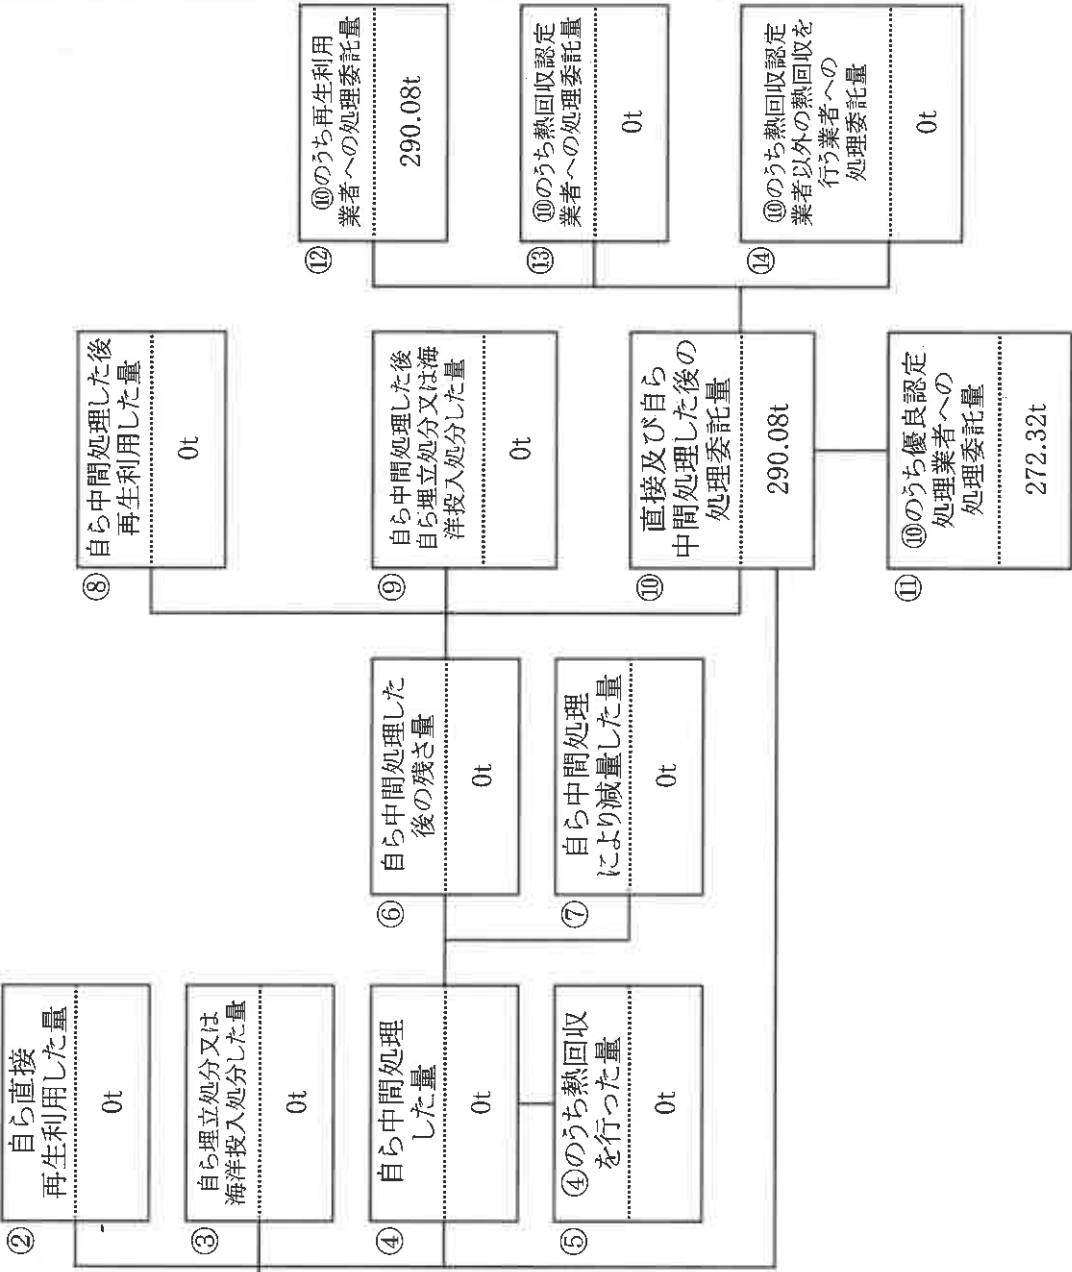 ②
自ら直接
再生利用した量
0t
③
自ら埋立処分又は
海洋投入処分した量
0t
④
自ら中間処理
した量
0t
⑤
④のうち熱回収
を行った量
0t
⑥
自ら中間処理した
後の残さ量
0t
⑦
自ら中間処理
により減量した量
0t
⑧
自ら中間処理した後
再生利用した量
0t
⑨
自ら中間処理した後
自ら埋立処分又は海
洋投入処分した量
0t
⑩
直接及び自ら
中間処理した後の
処理委託量
290.08t
⑪
⑩のうち優良認定
処理業者への
処理委託量
272.32t
⑫
⑩のうち再生利用
業者への処理委託量
290.08t
⑬
⑩のうち熱回収認定
業者への処理委託量
0t
⑭
⑩のうち熱回収認定
業者以外の熱回収を
行う業者への
処理委託量
0t